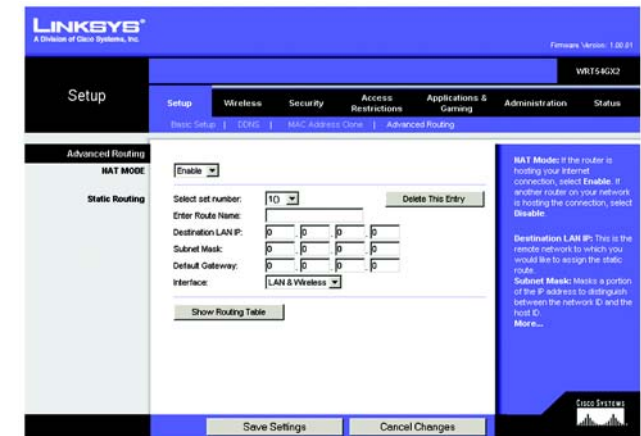 LINKSYS®
A Division of Cisco Systems, Inc.
Firmware Version: 1.00.01
WRT54GX2
Setup
Setup Wireless Security Access Restrictions Applications & Gaming Administration Status
Basic Setup | DDNS | MAC Address Clone | Advanced Routing
Advanced Routing
NAT MODE
Enable
Static Routing
Select set number: 1() Delete This Entry
Enter Route Name:
Destination LAN IP: 0 . 0 . 0 . 0
Subnet Mask: 0 . 0 . 0 . 0
Default Gateway: 0 . 0 . 0 . 0
Interface: LAN & Wireless
Show Routing Table
NAT Mode: If the
router is
hosting your Internet
connection, select Enable. If
another router on your network
is hosting the connection, select
Disable.
Destination LAN IP: This is the
remote network to which you
would like to assign the static
route.
Subnet Mask: Masks a portion
of the IP address to distinguish
between the network ID and the
host ID.
More...
Save Settings Cancel Changes
CISCO SYSTEMS